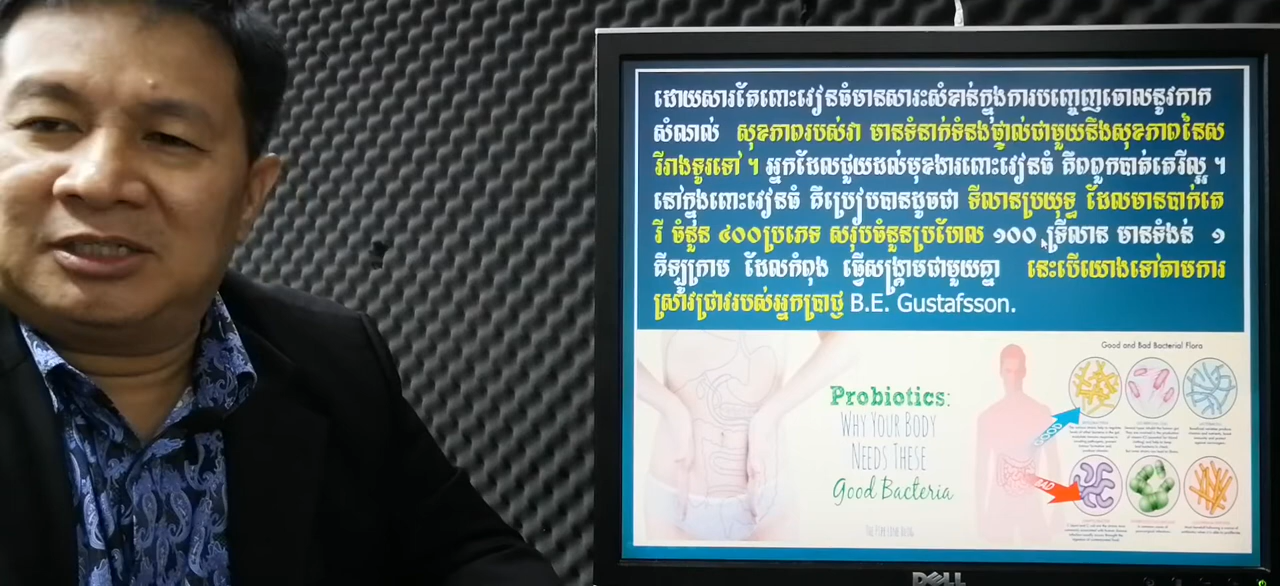 ដោយសារតែពោះវៀនធំមានសារៈសំខាន់ក្នុងការបញ្ចេញចោលនូវកាក
សំណល់ សុខភាពរបស់វា មានទំនាក់ទំនងផ្ទាល់ជាមួយនឹងសុខភាពនៃស
រីរាងទូរទៅ ។ អ្នកដែលជួយដល់មុខងារពោះវៀនធំ គឺពពួកបាត់តេរីល្អ ។
នៅក្នុងពោះវៀនធំ គឺប្រៀបបានដូចជា ទីលានប្រយុទ្ធ ដែលមានបាក់តេ
រី ចំនួន ៤០០ប្រភេទ សរុបចំនួនប្រហែល ១០០ ទ្រីលាន មានទំងន់ ១
គីឡូក្រាម ដែលកំពុង ធ្វើសង្គ្រាមជាមួយគ្នា នេះបើយោងទៅតាមការ
ស្រាវជ្រាវរបស់អ្នកប្រាជ្ញ B.E. Gustafsson.
Good and Bad Bacterial Flora
Probiotics:
WHY YOUR BODY
NEEDS THESE
Good Bacteria
GOOD
BAD
DELL